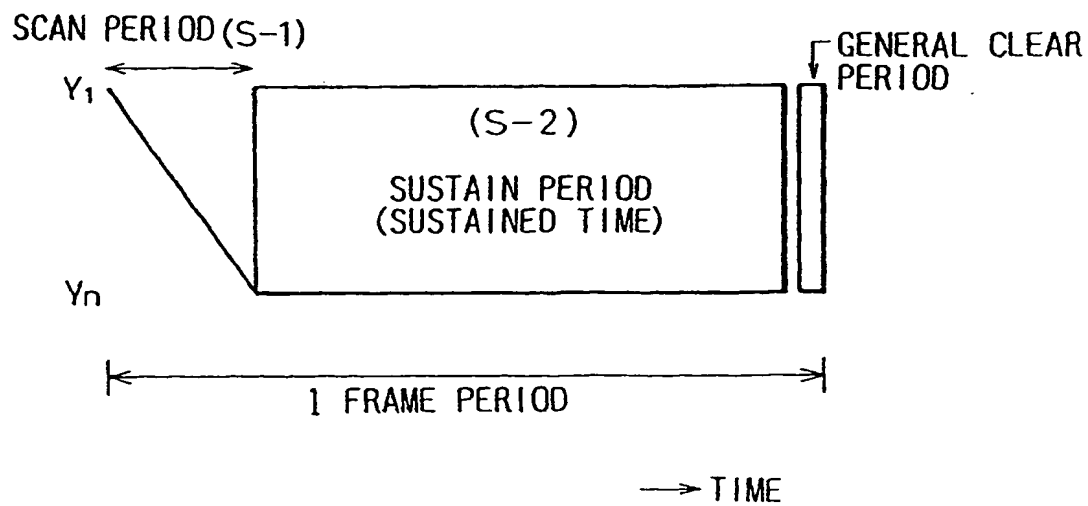 SCAN PERIOD (S-1)
GENERAL CLEAR
PERIOD
Y1
(S-2)
SUSTAIN PERIOD
(SUSTAINED TIME)
Yn
1 FRAME PERIOD
TIME